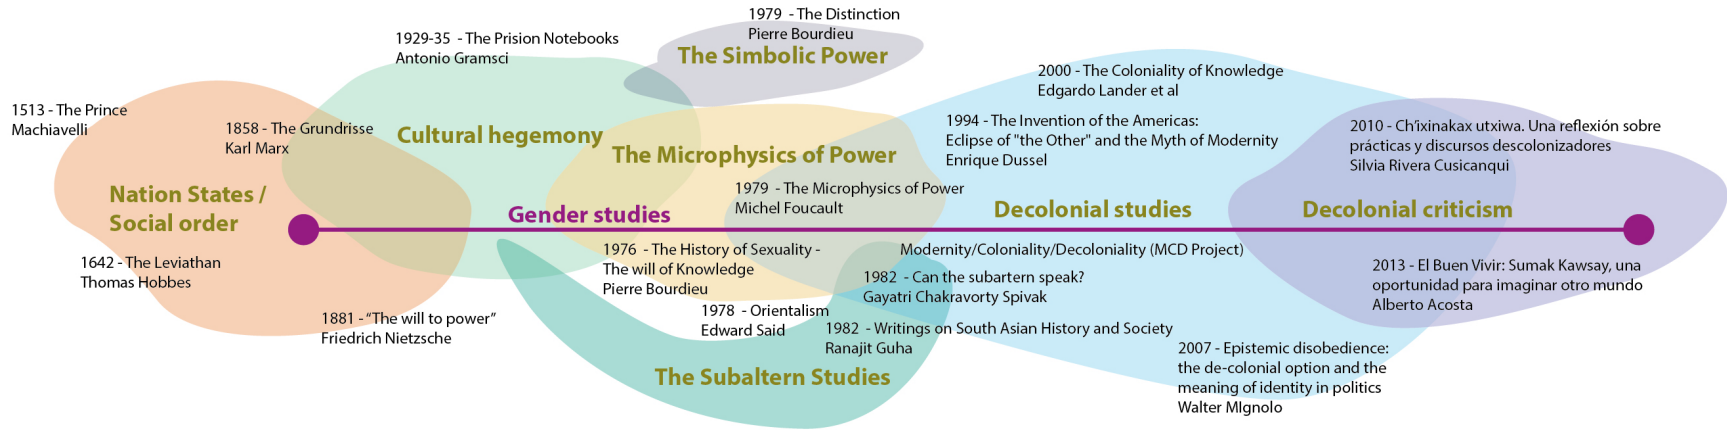 1979 - The Distinction
Pierre Bourdieu
The Simbolic Power
1929-35 - The Prision Notebooks
Antonio Gramsci
Cultural hegemony
1513 - The Prince
Machiavelli
1858 - The Grundrisse
Karl Marx
Nation States /
Social order
1642 - The Leviathan
Thomas Hobbes
1881 - “The will to power”
Friedrich Nietzsche
Gender studies
The Microphysics of Power
1979 - The Microphysics of Power
Michel Foucault
1976 - The History of Sexuality -
The will of Knowledge
Pierre Bourdieu
1978 - Orientalism
Edward Said
1982 - Can the subartern speak?
Gayatri Chakravorty Spivak
1982 - Writings on South Asian History and Society
Ranajit Guha
The Subaltern Studies
2000 - The Coloniality of Knowledge
Edgardo Lander et al
1994 - The Invention of the Americas:
Eclipse of "the Other" and the Myth of Modernity
Enrique Dussel
Decolonial studies
Modernity/Coloniality/Decoloniality (MCD Project)
2007 - Epistemic disobedience:
the de-colonial option and the
meaning of identity in politics
Walter MIgnolo
2010 - Ch’ixinakax utxiwa. Una reflexión sobre
prácticas y discursos descolonizadores
Silvia Rivera Cusicanqui
Decolonial criticism
2013 - El Buen Vivir: Sumak Kawsay, una
oportunidad para imaginar otro mundo
Alberto Acosta